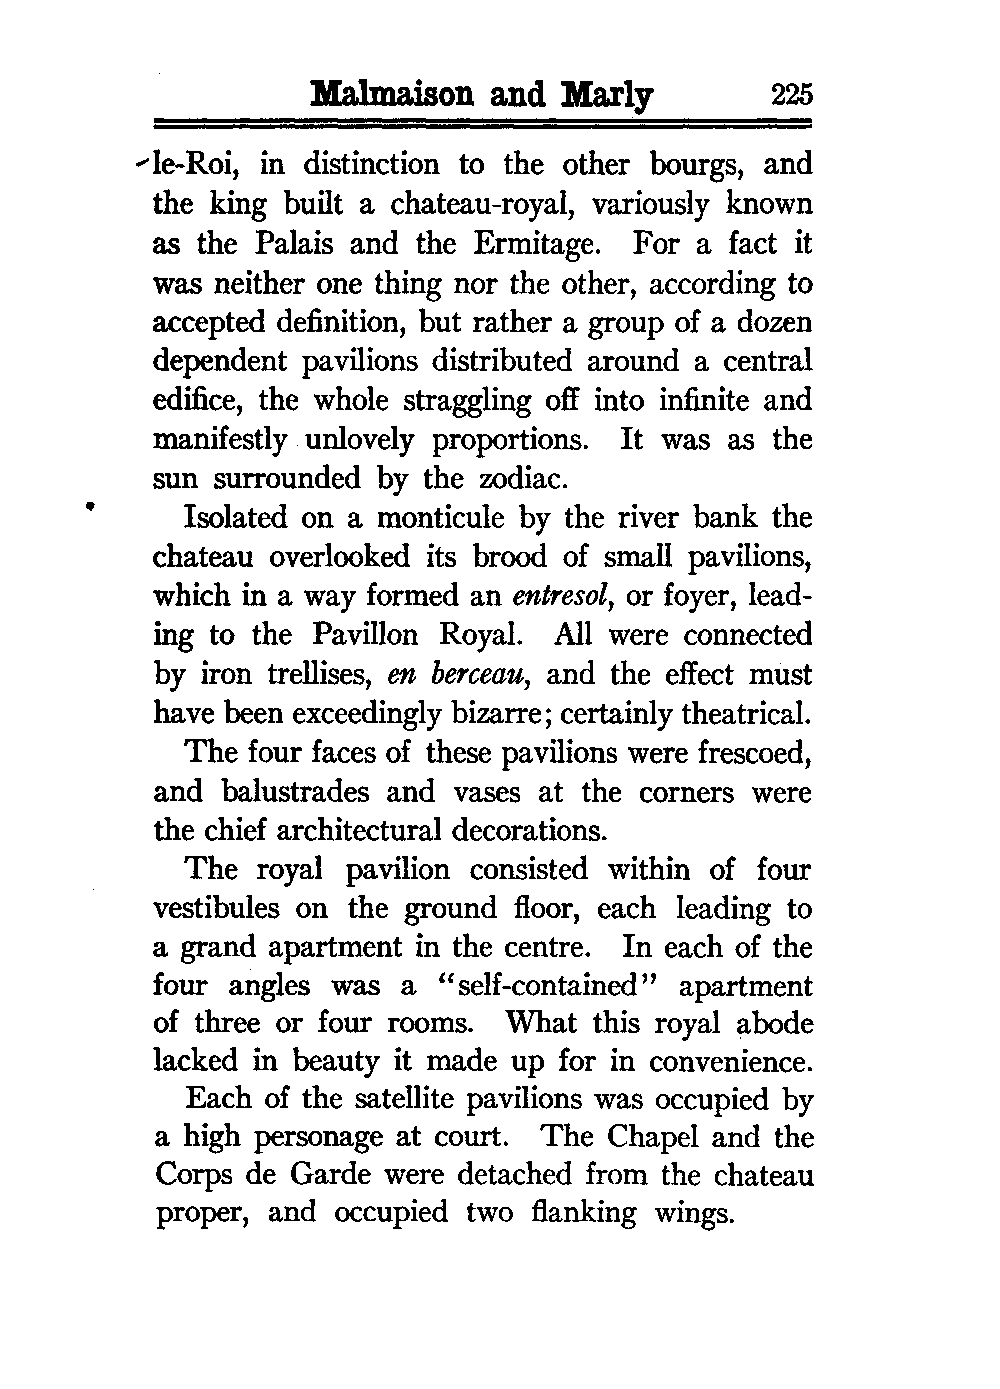 Malmaison and Marly 225
le-Roi, in distinction to the other bourgs, and
the king built a chateau-royal, variously known
as the Palais and the Ermitage. For a fact it
was neither one thing nor the other, according to
accepted definition, but rather a group of a dozen
dependent pavilions distributed around a central
edifice, the whole straggling off into infinite and
manifestly unlovely proportions. It was as the
sun surrounded by the zodiac.
Isolated on a monticule by the river bank the
chateau overlooked its brood of small pavilions,
which in a way formed an entresol, or foyer, lead-
ing to the Pavillon Royal. All were connected
by iron trellises, en berceau, and the effect must
have been exceedingly bizarre; certainly theatrical.
The four faces of these pavilions were frescoed,
and balustrades and vases at the corners were
the chief architectural decorations.
The royal pavilion consisted within of four
vestibules on the ground floor, each leading to
a grand apartment in the centre. In each of the
four angles was a "self-contained" apartment
of three or four rooms. What this royal abode
lacked in beauty it made up for in convenience.
Each of the satellite pavilions was occupied by
a high personage at court. The Chapel and the
Corps de Garde were detached from the chateau
proper, and occupied two flanking wings.